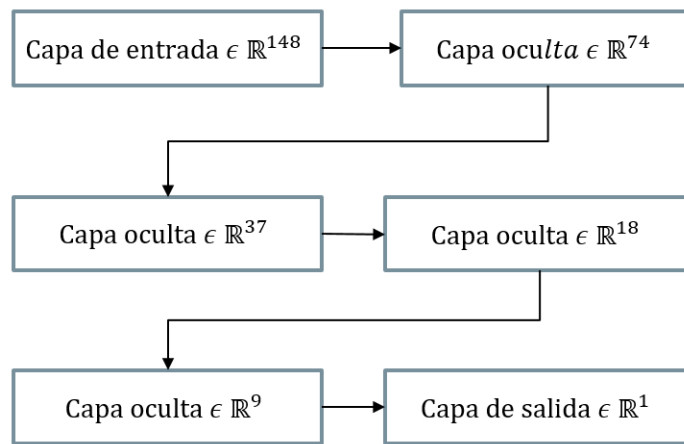 Capa de entrada ϵ ℝ¹⁴⁸
Capa oculta ϵ ℝ⁷⁴
Capa oculta ϵ ℝ³⁷
Capa oculta ϵ ℝ¹⁸
Capa oculta ϵ ℝ⁹
Capa de salida ϵ ℝ¹